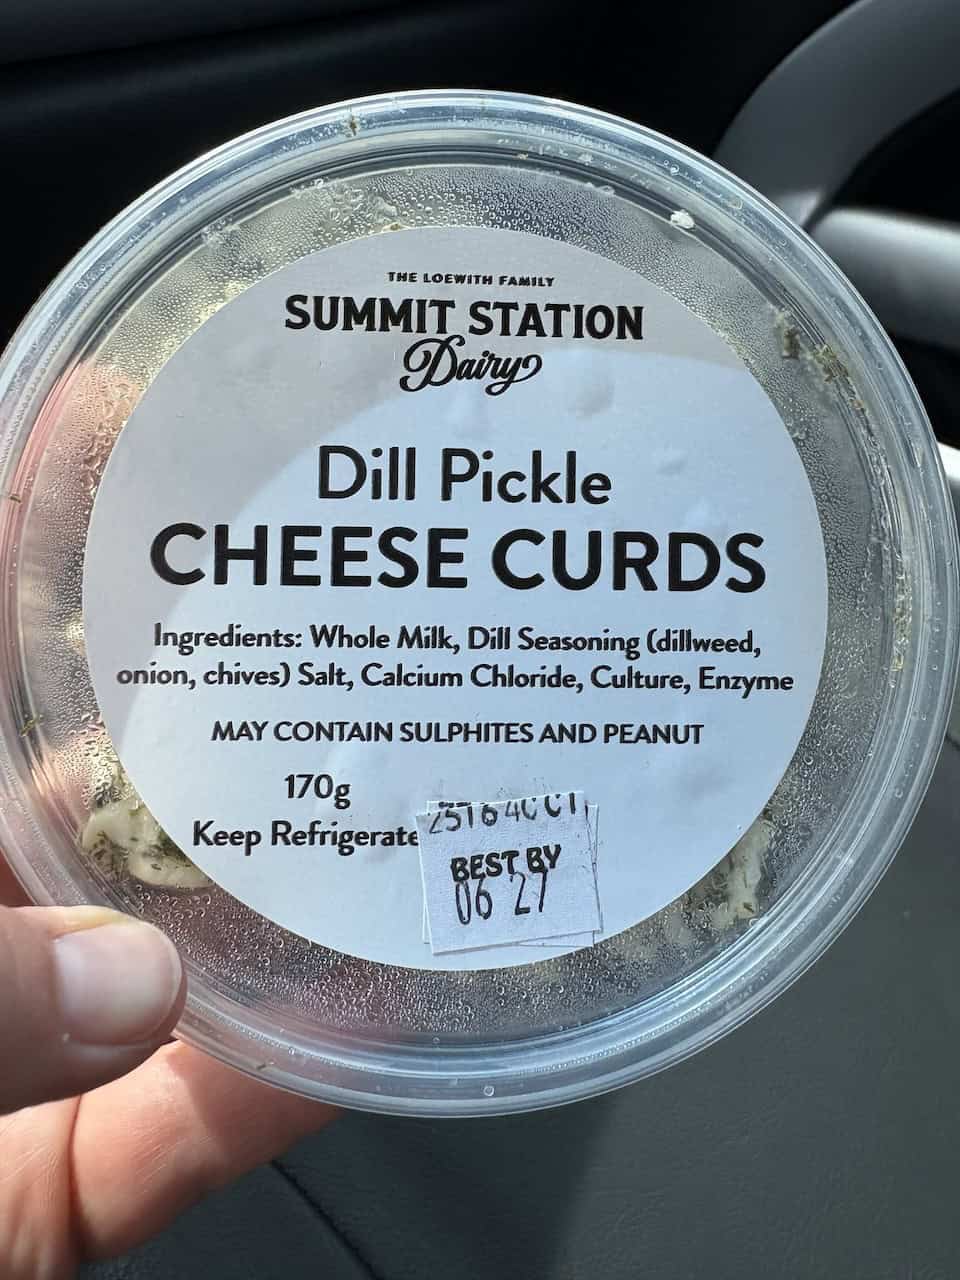 THE LOEWITH FAMILY
SUMMIT STATION
Dairy
Dill Pickle
CHEESE CURDS
Ingredients: Whole Milk, Dill Seasoning (dillweed,
onion, chives) Salt, Calcium Chloride, Culture, Enzyme
MAY CONTAIN SULPHITES AND PEANUT
170g
Keep Refrigerate
BEST BY
06 27